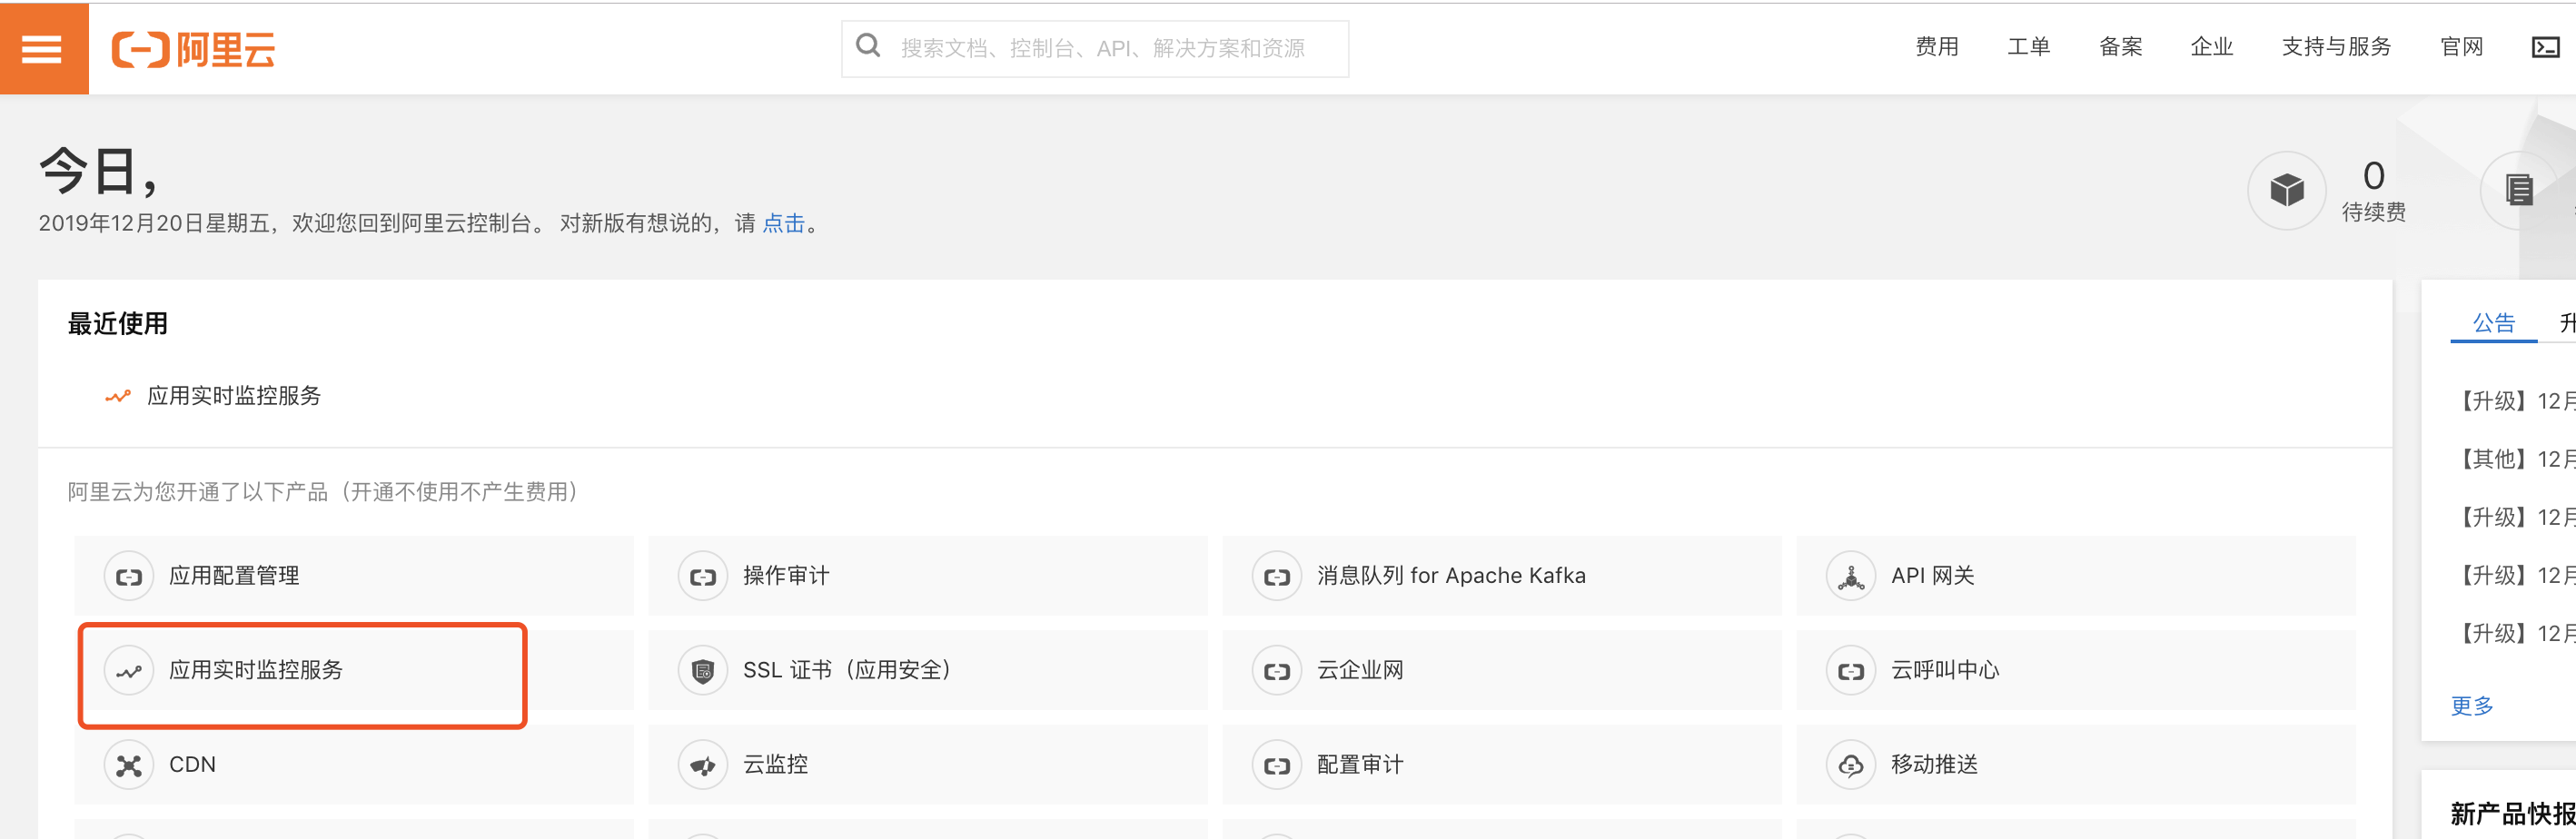 阿里云
搜索文档、控制台、API、解决方案和资源
费用 工单 备案 企业 支持与服务 官网
今日，
2019年12月20日星期五，欢迎您回到阿里云控制台。 对新版有想说的，请 点击。
0
待续费
最近使用
应用实时监控服务
阿里云为您开通了以下产品（开通不使用不产生费用）
应用配置管理 操作审计 消息队列 for Apache Kafka API 网关
应用实时监控服务 SSL 证书（应用安全） 云企业网 云呼叫中心
CDN 云监控 配置审计 移动推送
公告 升
【升级】12月
【其他】12月
【升级】12月
【升级】12月
【升级】12月
更多
新产品快报